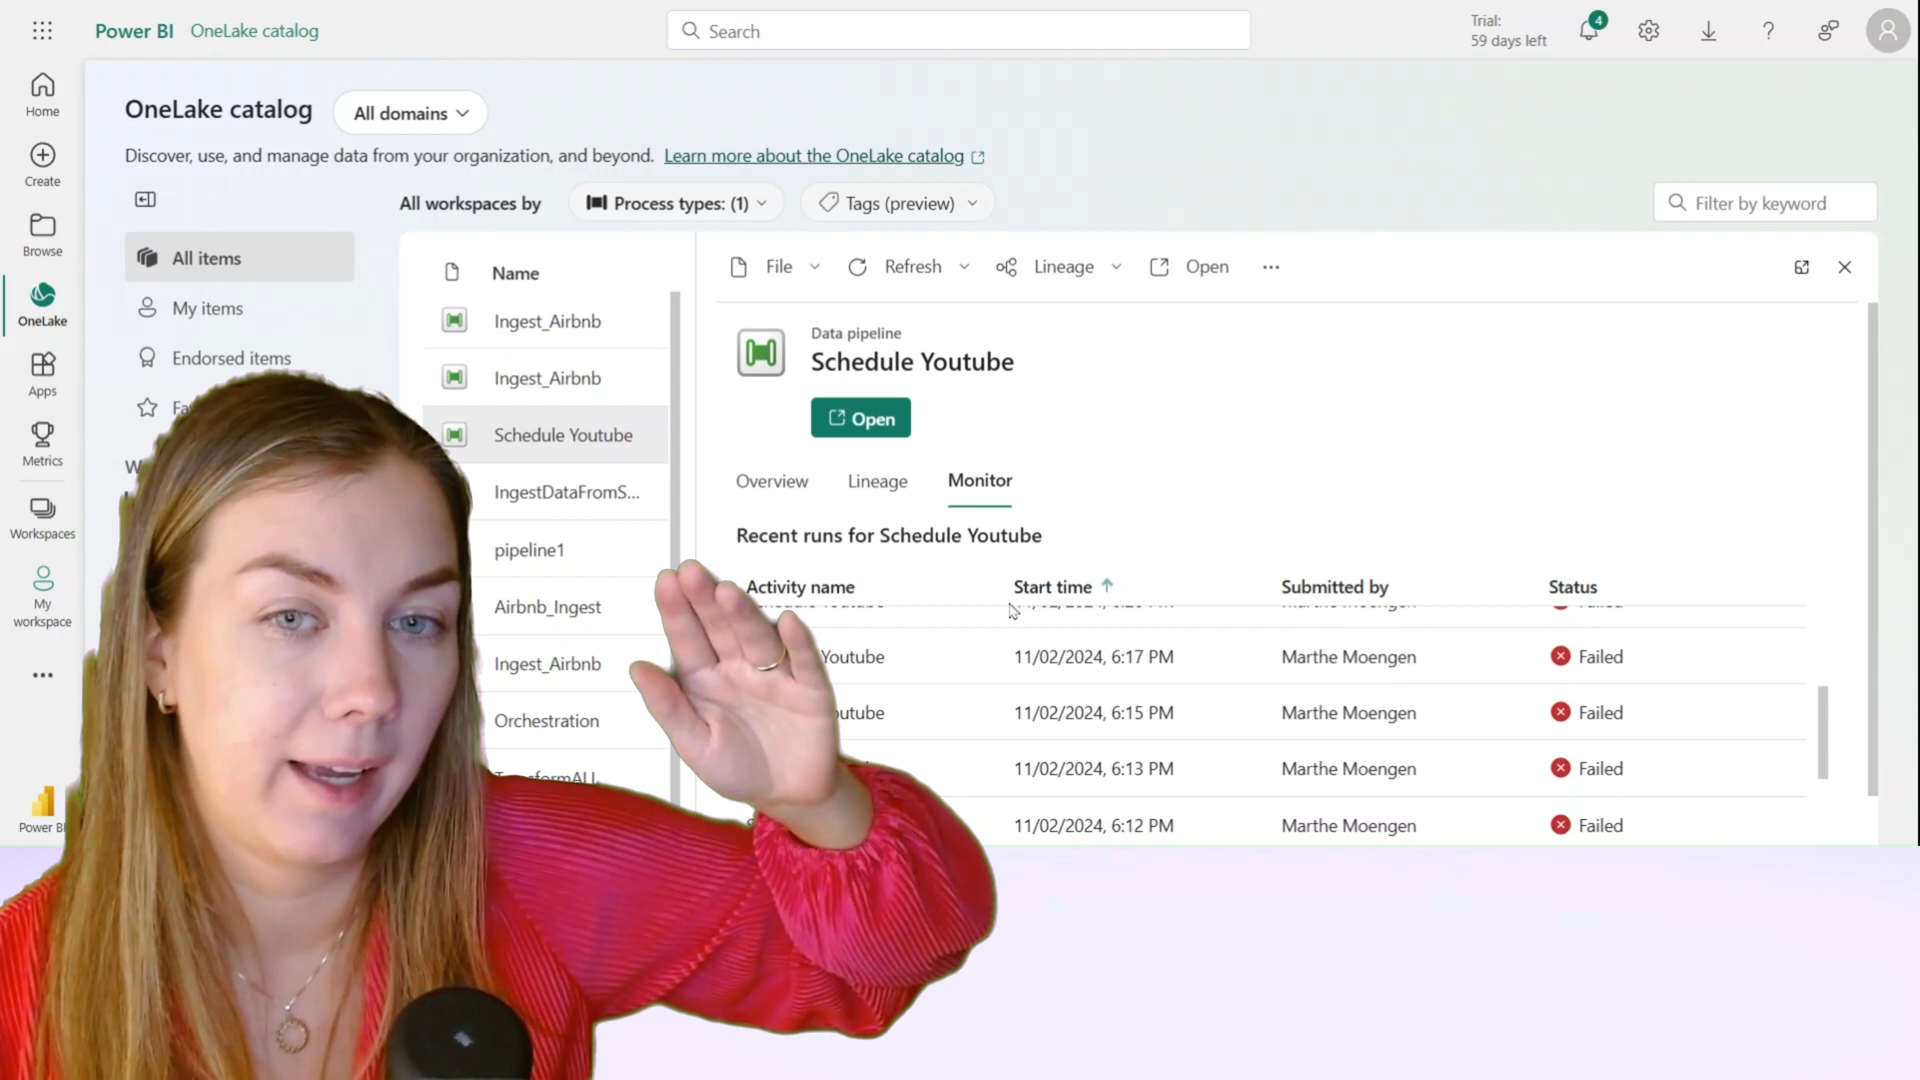 Power BI OneLake catalog
Search
Trial:
59 days left
4
Home
Create
Browse
OneLake
Apps
Metrics
Workspaces
My
workspace
Power BI
OneLake catalog
All domains
Discover, use, and manage data from your organization, and beyond. Learn more about the OneLake catalog
All workspaces by
Process types: (1)
Tags (preview)
Filter by keyword
All items
My items
Endorsed items
Name
Ingest_Airbnb
Ingest_Airbnb
Schedule Youtube
IngestDataFromS...
pipeline1
Airbnb_Ingest
Ingest_Airbnb
Orchestration
File
Refresh
Lineage
Open
Data pipeline
Schedule Youtube
Open
Overview
Lineage
Monitor
Recent runs for Schedule Youtube
Activity name Start time Submitted by Status
Youtube 11/02/2024, 6:17 PM Marthe Moengen Failed
11/02/2024, 6:15 PM Marthe Moengen Failed
11/02/2024, 6:13 PM Marthe Moengen Failed
11/02/2024, 6:12 PM Marthe Moengen Failed